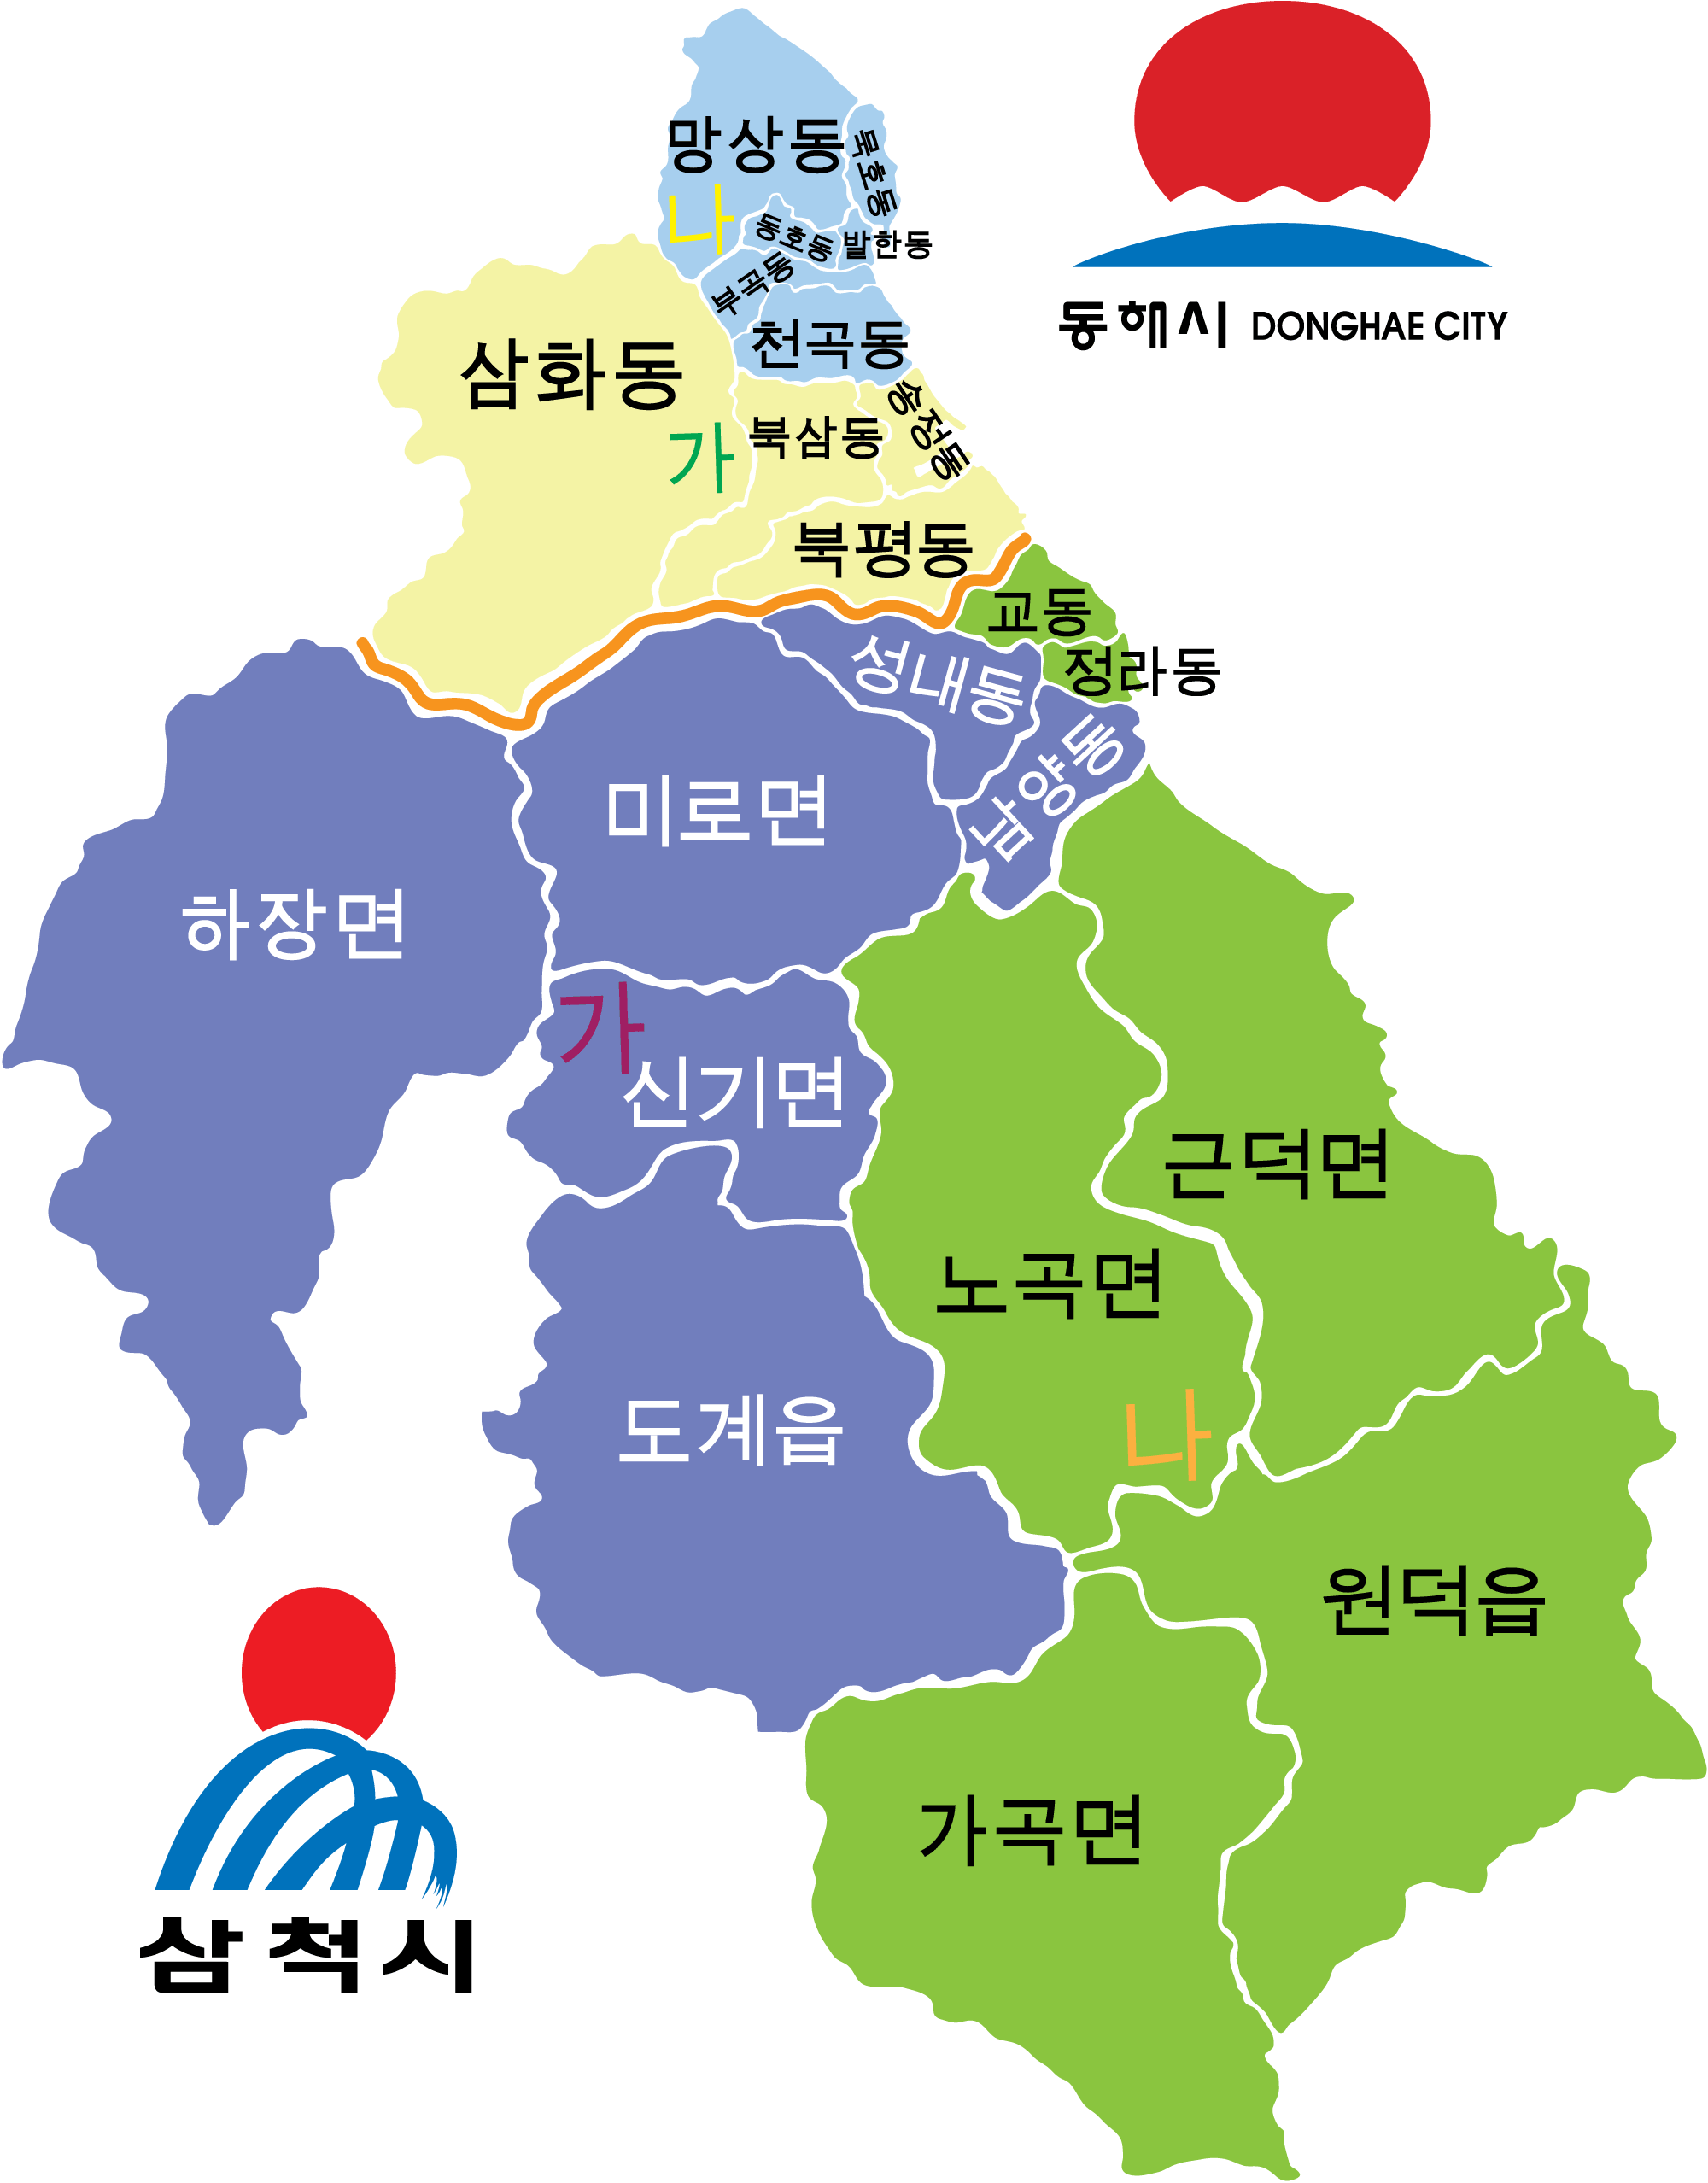 망상동
묵호동
나
동호동
발한동
부곡동
천곡동
동해시 DONGHAE CITY
삼화동
가
북삼동
송정동
북평동
교동
정라동
성내동
남양동
미로면
하장면
가
신기면
근덕면
노곡면
나
도계읍
원덕읍
가곡면
삼척시